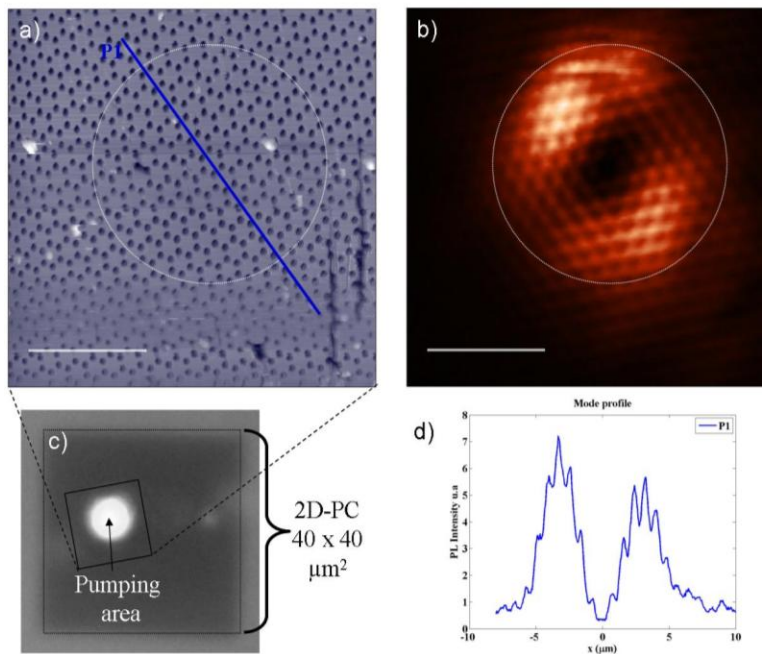 a)
P1
b)
c)
Pumping
area
2D-PC
40 x 40
μm²
d)
Mode profile
P1
PL Intensity u.a
8
7
6
5
4
3
2
1
0
-10
-5
0
5
10
x (μm)